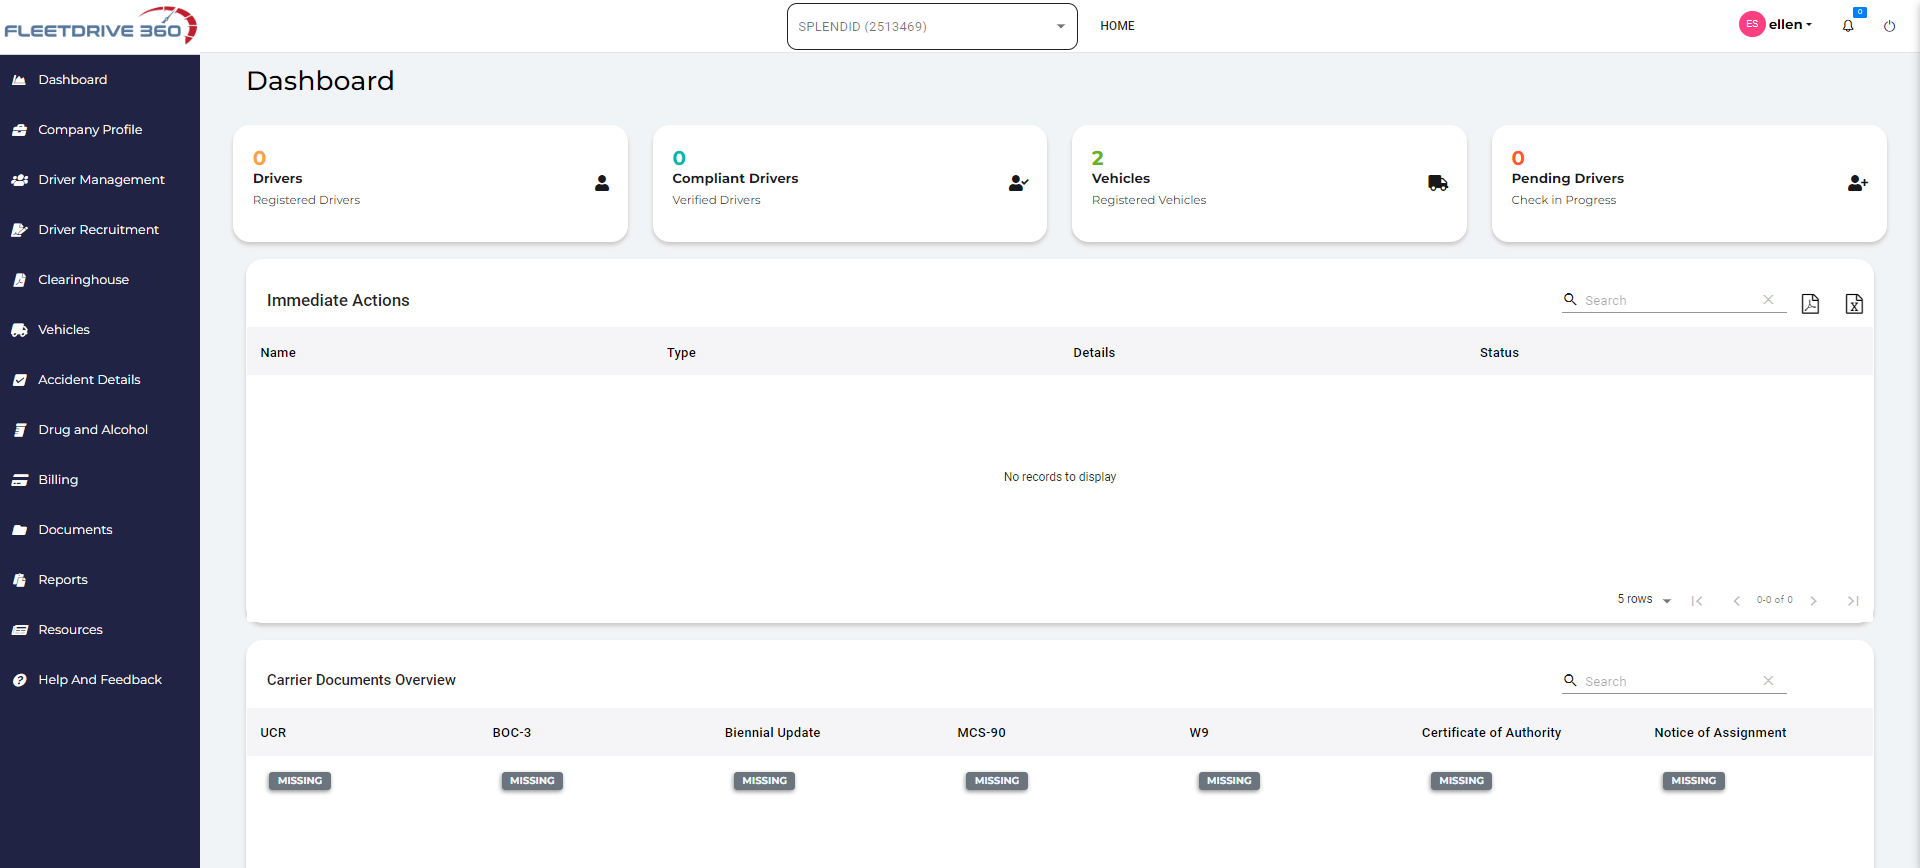 FLEETDRIVE 360
SPLENDID (2513469)
HOME
ES
ellen
0
Dashboard
Company Profile
Driver Management
Driver Recruitment
Clearinghouse
Vehicles
Accident Details
Drug and Alcohol
Billing
Documents
Reports
Resources
Help And Feedback
Dashboard
0
Drivers
Registered Drivers
0
Compliant Drivers
Verified Drivers
2
Vehicles
Registered Vehicles
0
Pending Drivers
Check in Progress
Immediate Actions
Search
Name Type Details Status
No records to display
5 rows 0-0 of 0
Carrier Documents Overview
Search
UCR BOC-3 Biennial Update MCS-90 W9 Certificate of Authority Notice of Assignment
MISSING MISSING MISSING MISSING MISSING MISSING MISSING